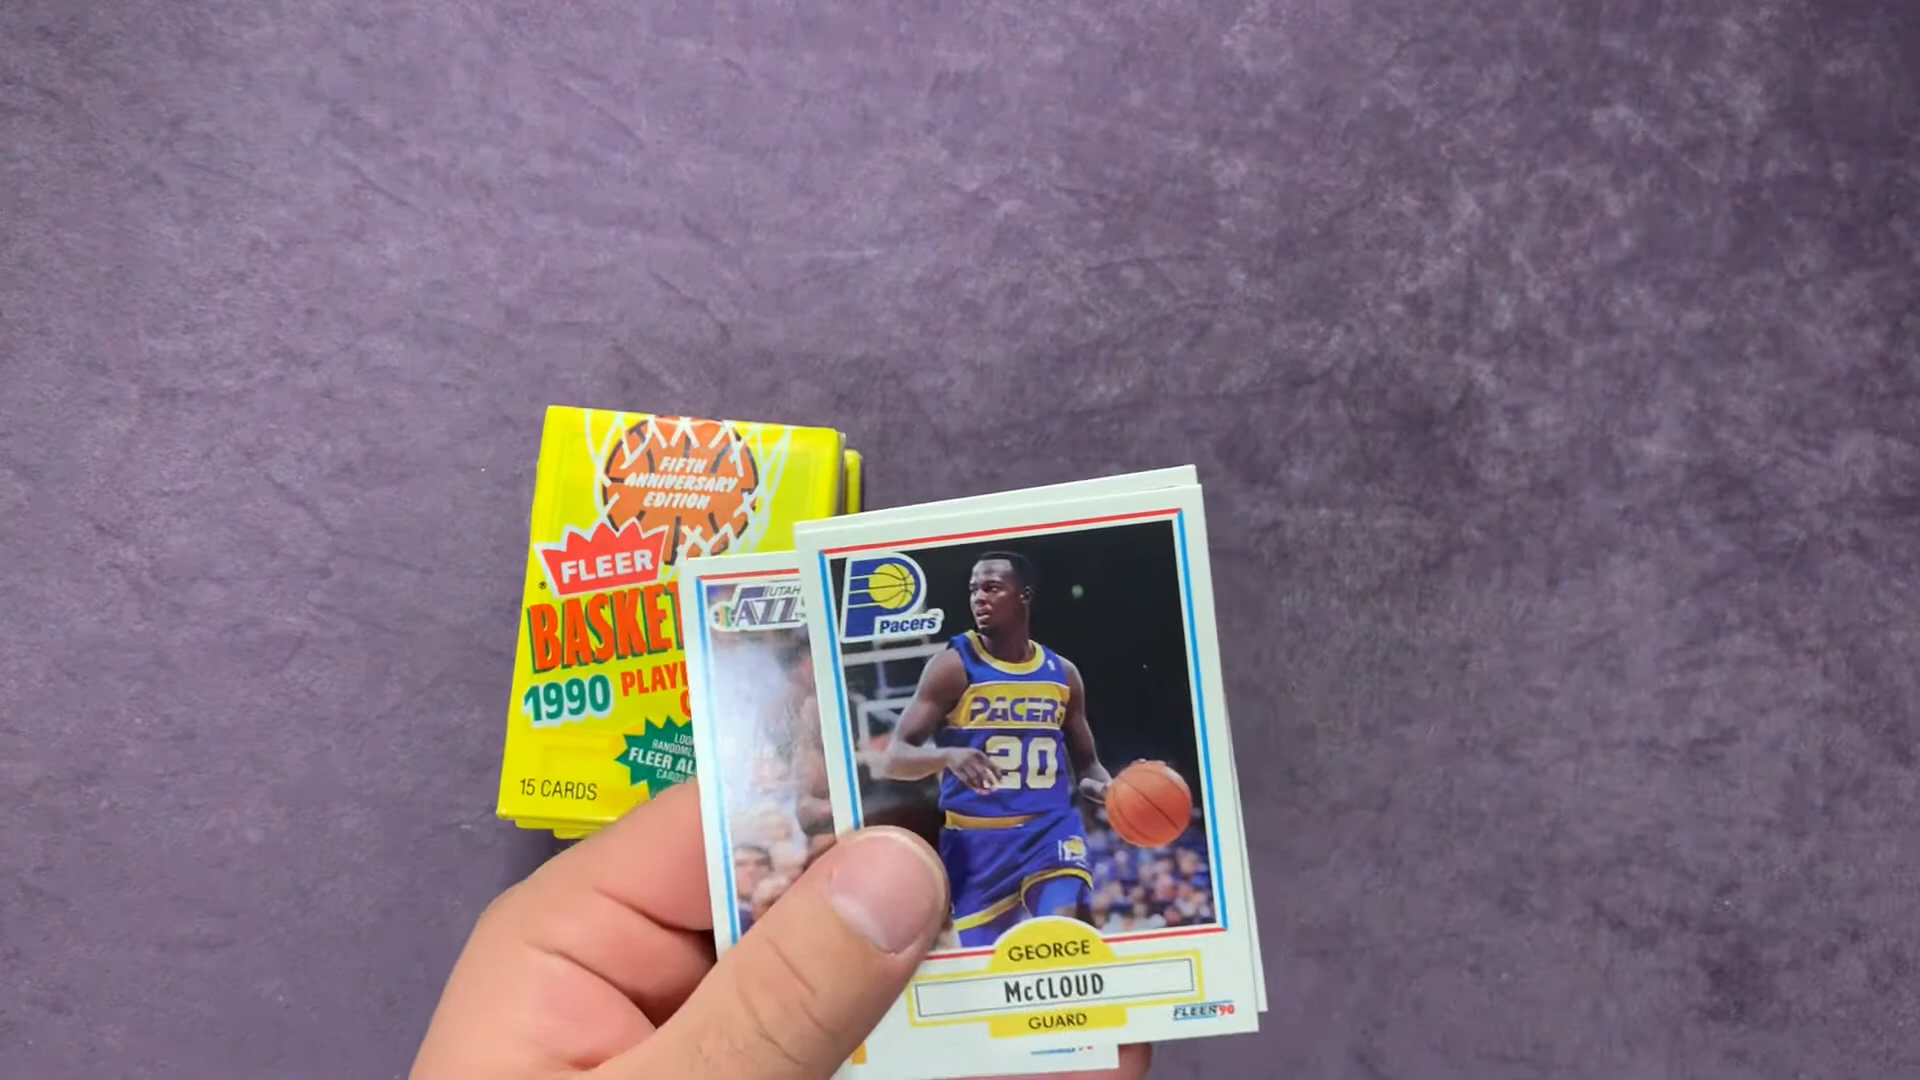 FIFTH
ANNIVERSARY
EDITION
FLEER
BASKET
1990 PLAYI
15 CARDS
FLEER AL
UTAH
JAZZ
Pacers
PACERS
20
GEORGE
McCLOUD
GUARD
FLEER '90